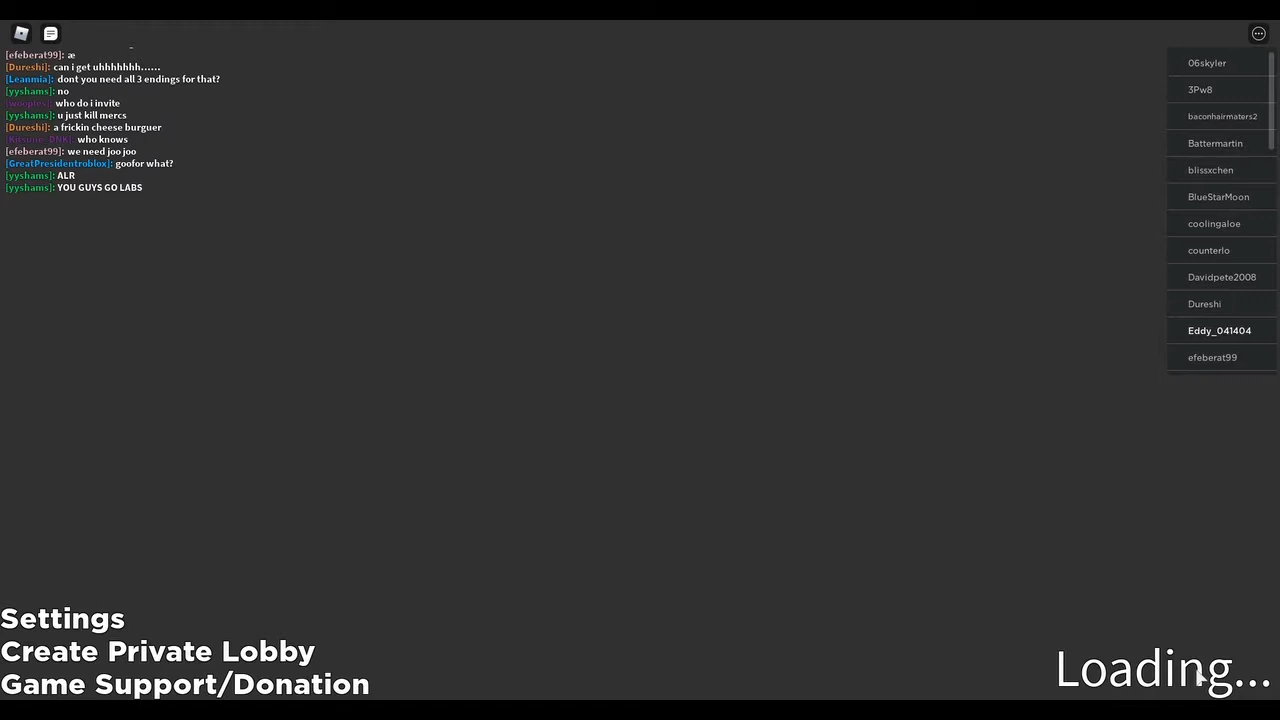 [efeberat99]: æ
[Dureshi]: can i get uhhhhhhh......
[Leanmia]: dont you need all 3 endings for that?
[yyshams]: no
who do i invite
[yyshams]: u just kill mercs
[Dureshi]: a frickin cheese burguer
who knows
[efeberat99]: we need joo joo
[GreatPresidentroblox]: goofor what?
[yyshams]: ALR
[yyshams]: YOU GUYS GO LABS
06skyler
3Pw8
baconhairmaters2
Battermartin
blissxchen
BlueStarMoon
coolingaloe
counterlo
Davidpete2008
Dureshi
Eddy_041404
efeberat99
Settings
Create Private Lobby
Game Support/Donation
Loading...